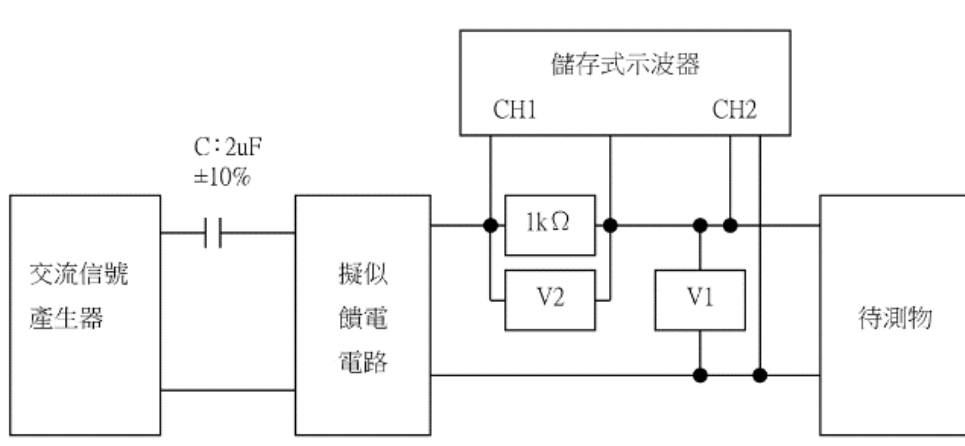 儲存式示波器
CH1
CH2
C：2uF
±10%
1kΩ
V2
V1
交流信號
產生器
擬似
饋電
電路
待測物